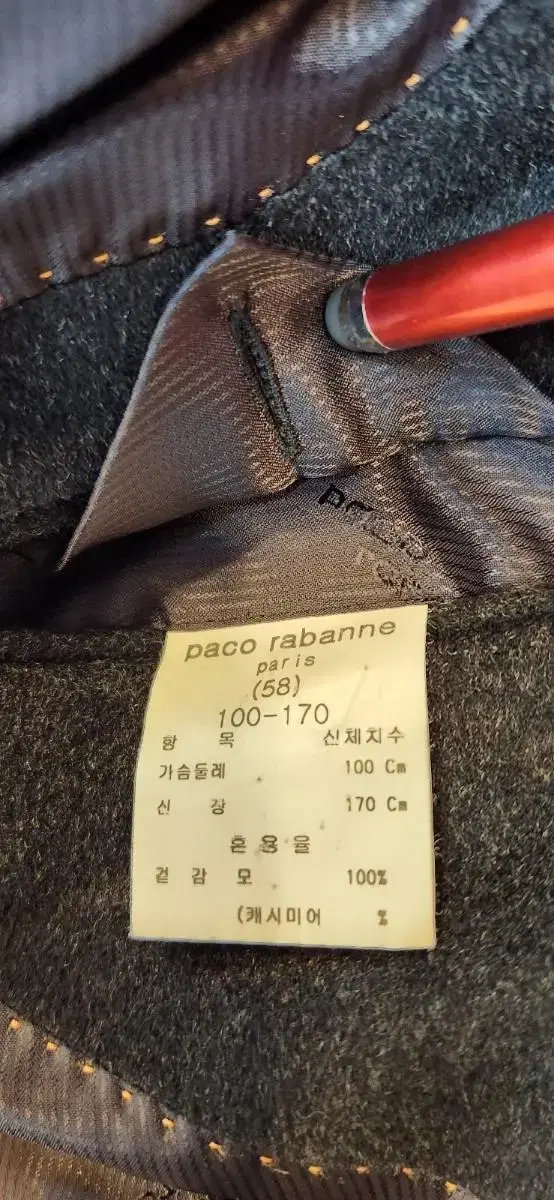 paco rabanne
paris
(58)
100-170
항 목 신체치수
가슴둘레 100 Cm
신 장 170 Cm
혼용율
겉 감 모 100%
(캐시미어 %